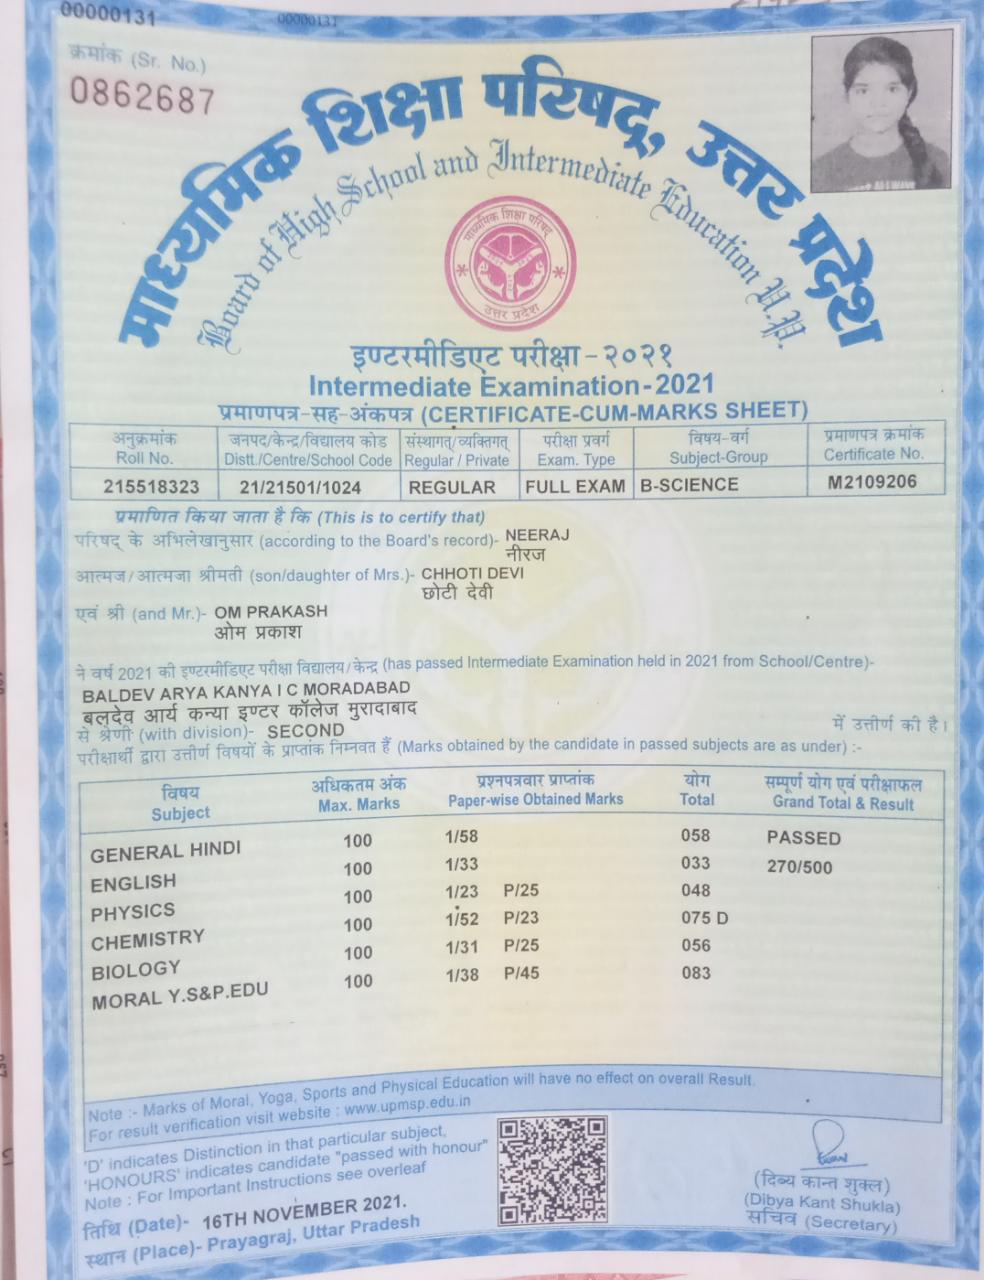 00000131
00000131
क्रमांक (Sr. No.)
0862687
माध्यमिक शिक्षा परिषद्, उत्तर प्रदेश
Board of High School and Intermediate Education U.P.
माध्यमिक शिक्षा परिषद्
उत्तर प्रदेश
इण्टरमीडिएट परीक्षा - २०२१
Intermediate Examination - 2021
प्रमाणपत्र-सह-अंकपत्र (CERTIFICATE-CUM-MARKS SHEET)
अनुक्रमांक जनपद/केन्द्र/विद्यालय कोड संस्थागत्/व्यक्तिगत् परीक्षा प्रवर्ग विषय-वर्ग प्रमाणपत्र क्रमांक
Roll No. Distt./Centre/School Code Regular / Private Exam. Type Subject-Group Certificate No.
215518323 21/21501/1024 REGULAR FULL EXAM B-SCIENCE M2109206
प्रमाणित किया जाता है कि (This is to certify that)
परिषद् के अभिलेखानुसार (according to the Board's record)- NEERAJ
नीरज
आत्मज/आत्मजा श्रीमती (son/daughter of Mrs.)- CHHOTI DEVI
छोटी देवी
एवं श्री (and Mr.)- OM PRAKASH
ओम प्रकाश
ने वर्ष 2021 की इण्टरमीडिएट परीक्षा विद्यालय/केन्द्र (has passed Intermediate Examination held in 2021 from School/Centre)-
BALDEV ARYA KANYA I C MORADABAD
बलदेव आर्य कन्या इण्टर कॉलेज मुरादाबाद
से श्रेणी (with division)- SECOND में उत्तीर्ण की है।
परीक्षार्थी द्वारा उत्तीर्ण विषयों के प्राप्तांक निम्नवत हैं (Marks obtained by the candidate in passed subjects are as under) :-
विषय अधिकतम अंक प्रश्नपत्रवार प्राप्तांक योग सम्पूर्ण योग एवं परीक्षाफल
Subject Max. Marks Paper-wise Obtained Marks Total Grand Total & Result
GENERAL HINDI 100 1/58 058 PASSED
ENGLISH 100 1/33 033 270/500
PHYSICS 100 1/23 P/25 048
CHEMISTRY 100 1/52 P/23 075 D
BIOLOGY 100 1/31 P/25 056
MORAL Y.S&P.EDU 100 1/38 P/45 083
Note :- Marks of Moral, Yoga, Sports and Physical Education will have no effect on overall Result.
For result verification visit website : www.upmsp.edu.in
'D' indicates Distinction in that particular subject,
'HONOURS' indicates candidate "passed with honour"
Note : For Important Instructions see overleaf
तिथि (Date)- 16TH NOVEMBER 2021.
स्थान (Place)- Prayagraj, Uttar Pradesh
(दिब्य कान्त शुक्ल)
(Dibya Kant Shukla)
सचिव (Secretary)